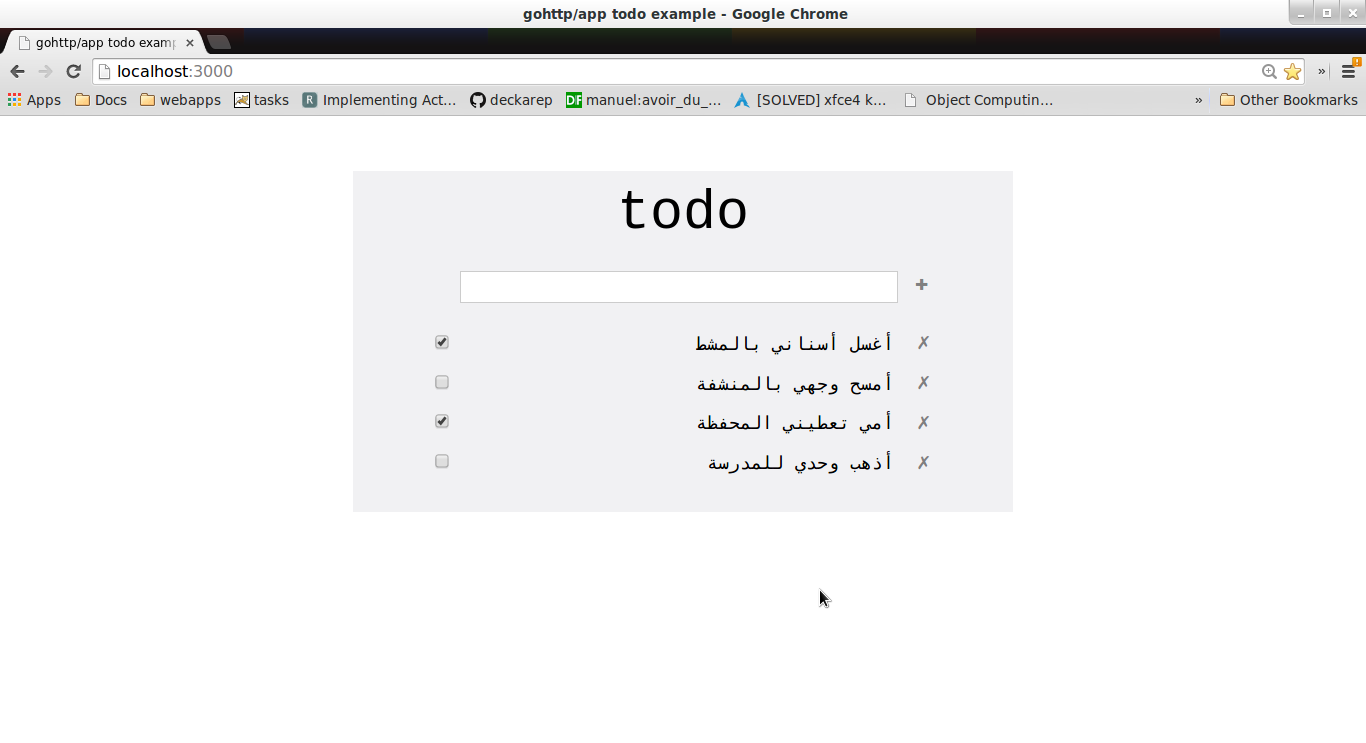 gohttp/app todo example - Google Chrome
gohttp/app todo examp
localhost:3000
Apps Docs webapps tasks Implementing Act... deckarep manuel:avoir_du_... [SOLVED] xfce4 k... Object Computin... » Other Bookmarks
todo
أغسل أسناني بالمشط
أمسح وجهي بالمنشفة
أمي تعطيني المحفظة
أذهب وحدي للمدرسة